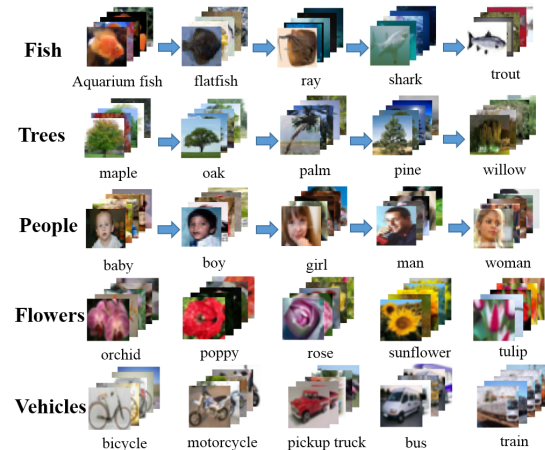 Fish
Aquarium fish flatfish ray shark trout
Trees
maple oak palm pine willow
People
baby boy girl man woman
Flowers
orchid poppy rose sunflower tulip
Vehicles
bicycle motorcycle pickup truck bus train